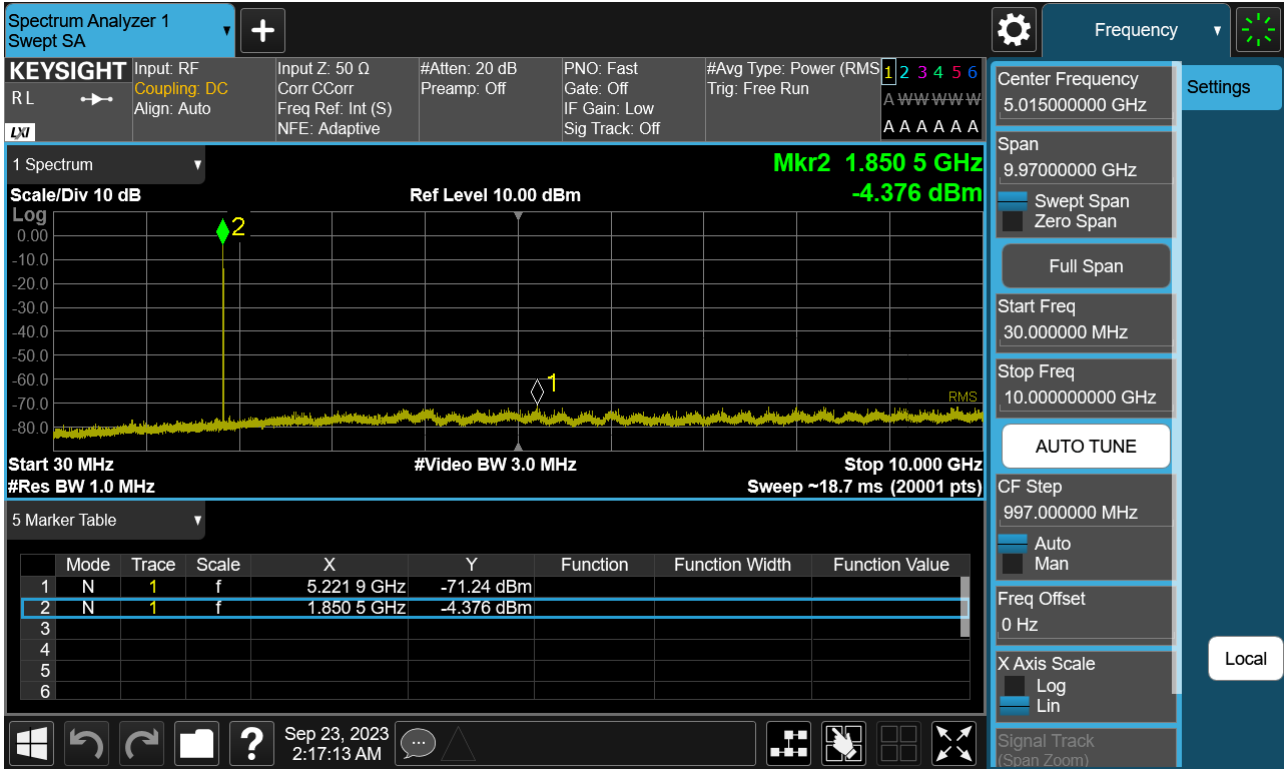 Spectrum Analyzer 1
Swept SA
Frequency
KEYSIGHT
R L
LXI
Input: RF
Coupling: DC
Align: Auto
Input Z: 50 Ω
Corr CCorr
Freq Ref: Int (S)
NFE: Adaptive
#Atten: 20 dB
Preamp: Off
PNO: Fast
Gate: Off
IF Gain: Low
Sig Track: Off
#Avg Type: Power (RMS
Trig: Free Run
1 2 3 4 5 6
A W W W W W
A A A A A A
1 Spectrum
Scale/Div 10 dB
Ref Level 10.00 dBm
Mkr2 1.850 5 GHz
-4.376 dBm
Log
0.00
-10.0
-20.0
-30.0
-40.0
-50.0
-60.0
-70.0
-80.0
2
1
RMS
Start 30 MHz
#Video BW 3.0 MHz
Stop 10.000 GHz
#Res BW 1.0 MHz
Sweep ~18.7 ms (20001 pts)
5 Marker Table
Mode Trace Scale X Y Function Function Width Function Value
1 N 1 f 5.221 9 GHz -71.24 dBm
2 N 1 f 1.850 5 GHz -4.376 dBm
3
4
5
6
Sep 23, 2023
2:17:13 AM
?
Center Frequency
5.015000000 GHz
Span
9.97000000 GHz
Swept Span
Zero Span
Full Span
Start Freq
30.000000 MHz
Stop Freq
10.000000000 GHz
AUTO TUNE
CF Step
997.000000 MHz
Auto
Man
Freq Offset
0 Hz
X Axis Scale
Log
Lin
Signal Track
(Span Zoom)
Settings
Local